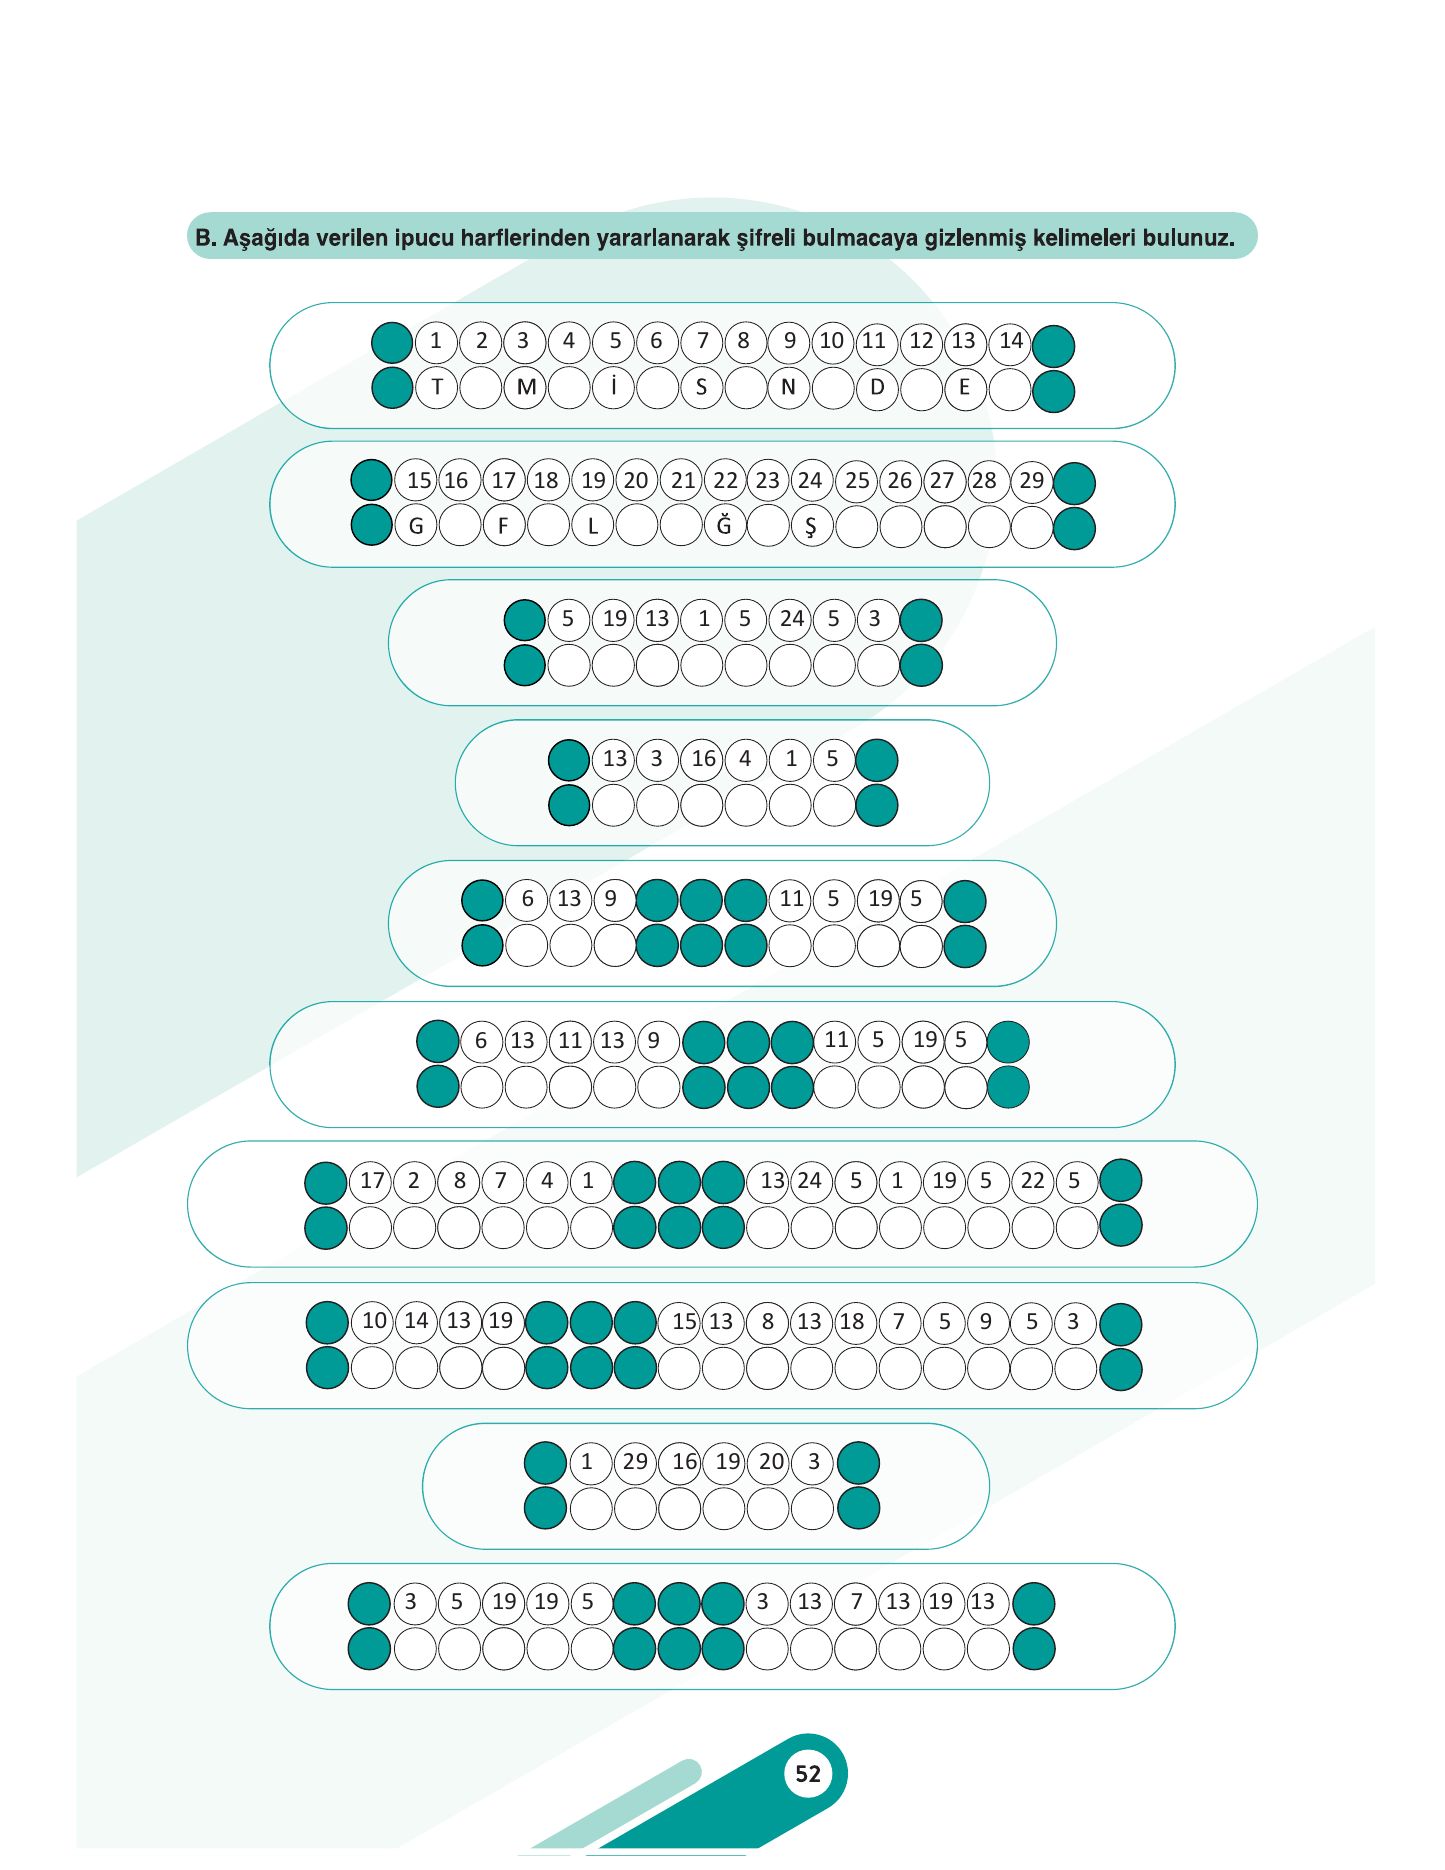 B. Aşağıda verilen ipucu harflerinden yararlanarak şifreli bulmacaya gizlenmiş kelimeleri bulunuz.
1 2 3 4 5 6 7 8 9 10 11 12 13 14
T M İ S N D E
15 16 17 18 19 20 21 22 23 24 25 26 27 28 29
G F L Ğ Ş
5 19 13 1 5 24 5 3
13 3 16 4 1 5
6 13 9 11 5 19 5
6 13 11 13 9 11 5 19 5
17 2 8 7 4 1 13 24 5 1 19 5 22 5
10 14 13 19 15 13 8 13 18 7 5 9 5 3
1 29 16 19 20 3
3 5 19 19 5 3 13 7 13 19 13
52